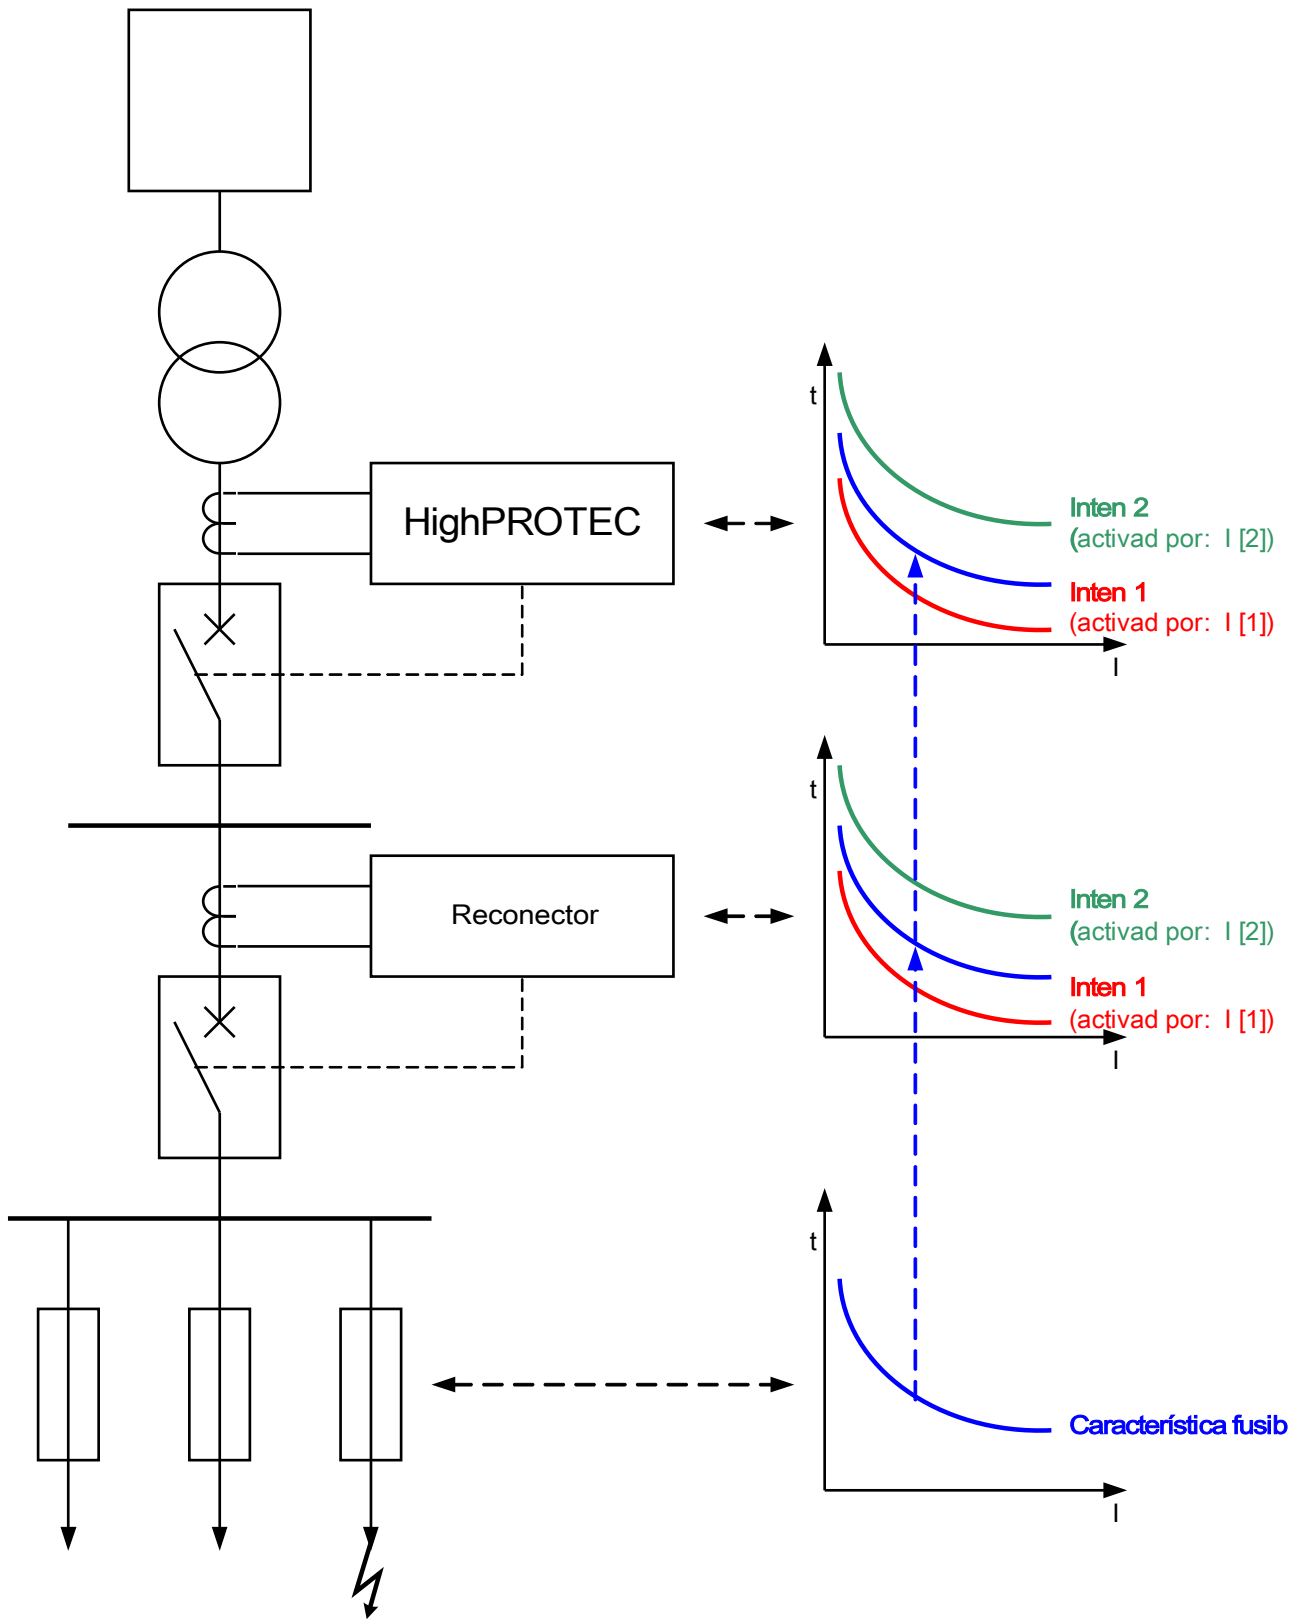 t
HighPROTEC
Inten 2
(activad por: I [2])
Inten 1
(activad por: I [1])
I
t
Reconector
Inten 2
(activad por: I [2])
Inten 1
(activad por: I [1])
I
t
Característica fusib
I